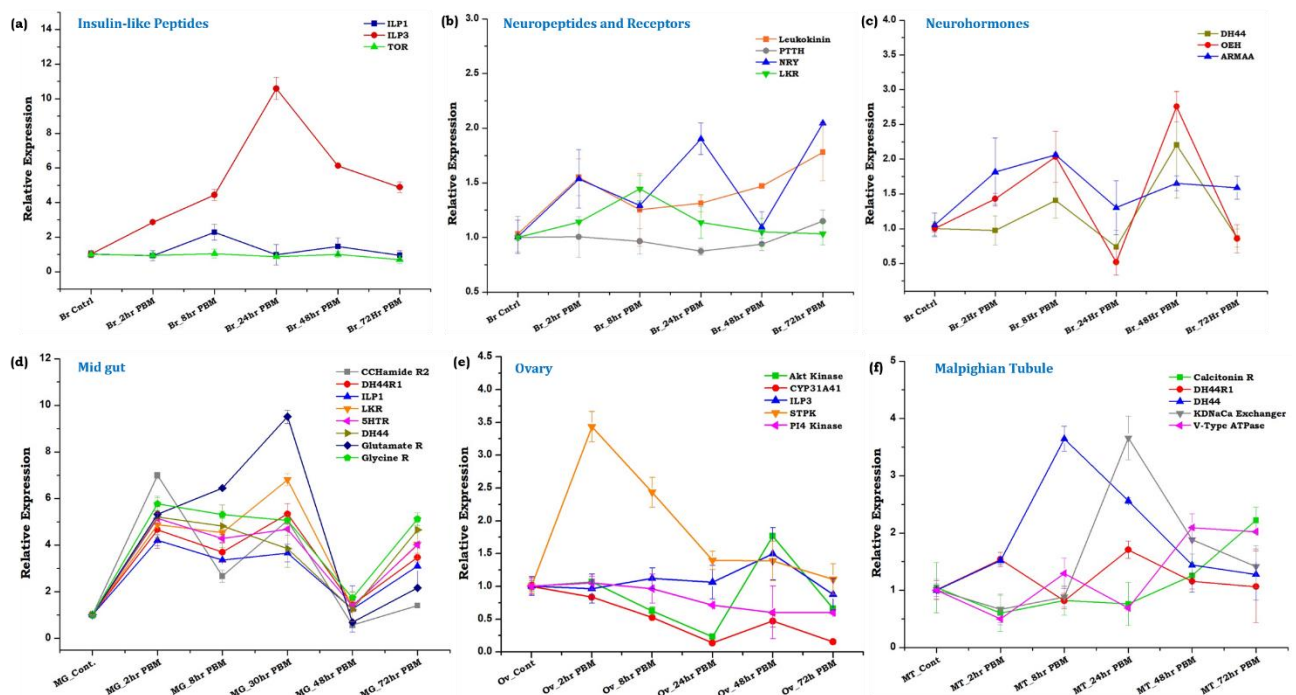 (a)
Insulin-like Peptides
ILP1
ILP3
TOR
Relative Expression
14
12
10
8
6
4
2
0
Br Cntrl
Br_2hr PBM
Br_8hr PBM
Br_24hr PBM
Br_48hr PBM
Br_72Hr PBM
(b)
Neuropeptides and Receptors
Leukokinin
PTTH
NRY
LKR
Relative Expression
3.0
2.5
2.0
1.5
1.0
0.5
Br Cntrl
Br_2hr PBM
Br_8hr PBM
Br_24hr PBM
Br_48hr PBM
Br_72hr PBM
(c)
Neurohormones
DH44
OEH
ARMAA
Relative Expression
4.0
3.5
3.0
2.5
2.0
1.5
1.0
0.5
Br Cntrl
Br_2Hr PBM
Br_8Hr PBM
Br_24Hr PBM
Br_48Hr PBM
Br_72Hr PBM
(d)
Mid gut
CCHamide R2
DH44R1
ILP1
LKR
5HTR
DH44
Glutamate R
Glycine R
Relative Expression
12
10
8
6
4
2
0
MG_Cont.
MG_2hr PBM
MG_8hr PBM
MG_30hr PBM
MG_48hr PBM
MG_72hr PBM
(e)
Ovary
Akt Kinase
CYP31A41
ILP3
STPK
PI4 Kinase
Relative Expression
4.5
4.0
3.5
3.0
2.5
2.0
1.5
1.0
0.5
0.0
Ov_Cont
Ov_2hr PBM
Ov_8hr PBM
Ov_24hr PBM
Ov_48hr PBM
Ov_72h PBM
(f)
Malpighian Tubule
Calcitonin R
DH44R1
DH44
KDNaCa Exchanger
V-Type ATPase
Relative Expression
5
4
3
2
1
0
MT_Cont
MT_2hr PBM
MT_8hr PBM
MT_24hr PBM
MT_48hr PBM
MT_72hr PBM